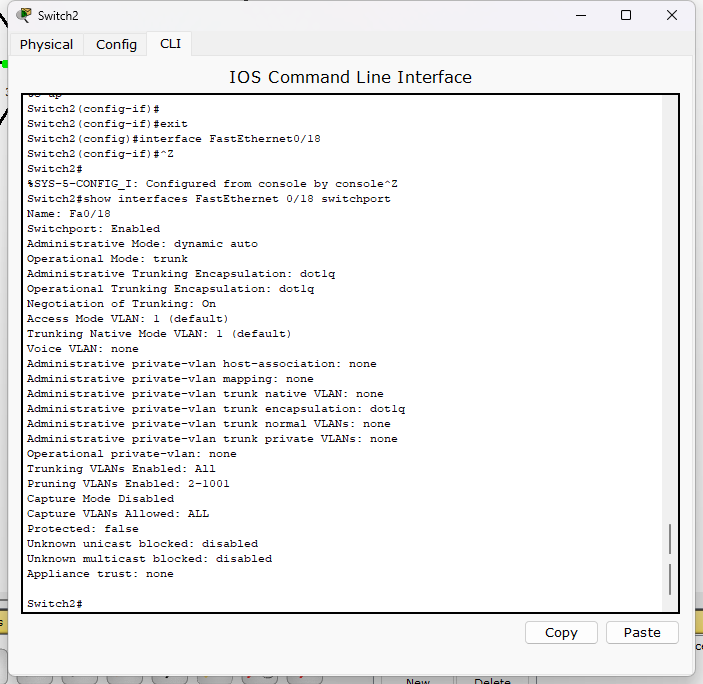 Switch2
Physical
Config
CLI
IOS Command Line Interface
Switch2(config-if)#
Switch2(config-if)#exit
Switch2(config)#interface FastEthernet0/18
Switch2(config-if)#^Z
Switch2#
%SYS-5-CONFIG_I: Configured from console by console^Z
Switch2#show interfaces FastEthernet 0/18 switchport
Name: Fa0/18
Switchport: Enabled
Administrative Mode: dynamic auto
Operational Mode: trunk
Administrative Trunking Encapsulation: dot1q
Operational Trunking Encapsulation: dot1q
Negotiation of Trunking: On
Access Mode VLAN: 1 (default)
Trunking Native Mode VLAN: 1 (default)
Voice VLAN: none
Administrative private-vlan host-association: none
Administrative private-vlan mapping: none
Administrative private-vlan trunk native VLAN: none
Administrative private-vlan trunk encapsulation: dot1q
Administrative private-vlan trunk normal VLANs: none
Administrative private-vlan trunk private VLANs: none
Operational private-vlan: none
Trunking VLANs Enabled: All
Pruning VLANs Enabled: 2-1001
Capture Mode Disabled
Capture VLANs Allowed: ALL
Protected: false
Unknown unicast blocked: disabled
Unknown multicast blocked: disabled
Appliance trust: none
Switch2#
Copy
Paste
New
Delete